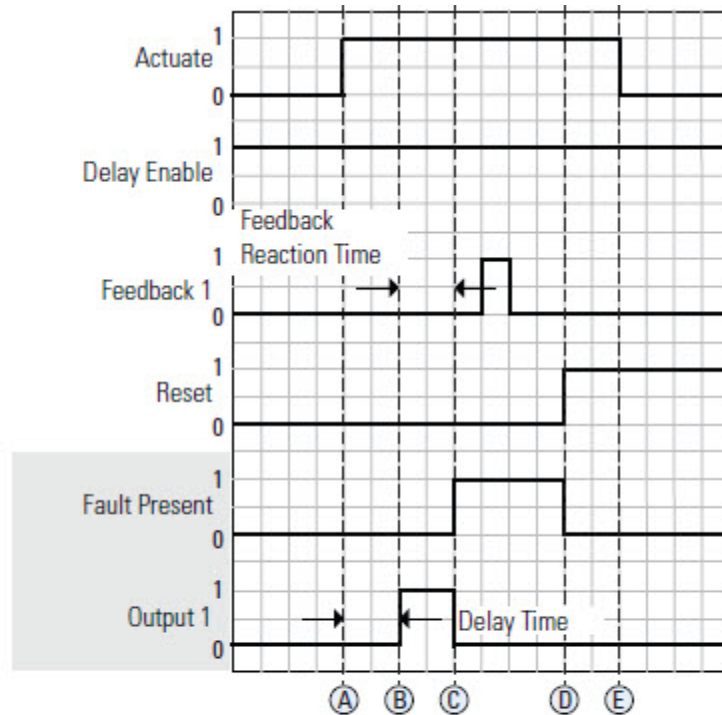 1
Actuate
0
1
Delay Enable
0
Feedback
Reaction Time
1
Feedback 1
0
1
Reset
0
1
Fault Present
0
1
Output 1
Delay Time
0
A B C D E